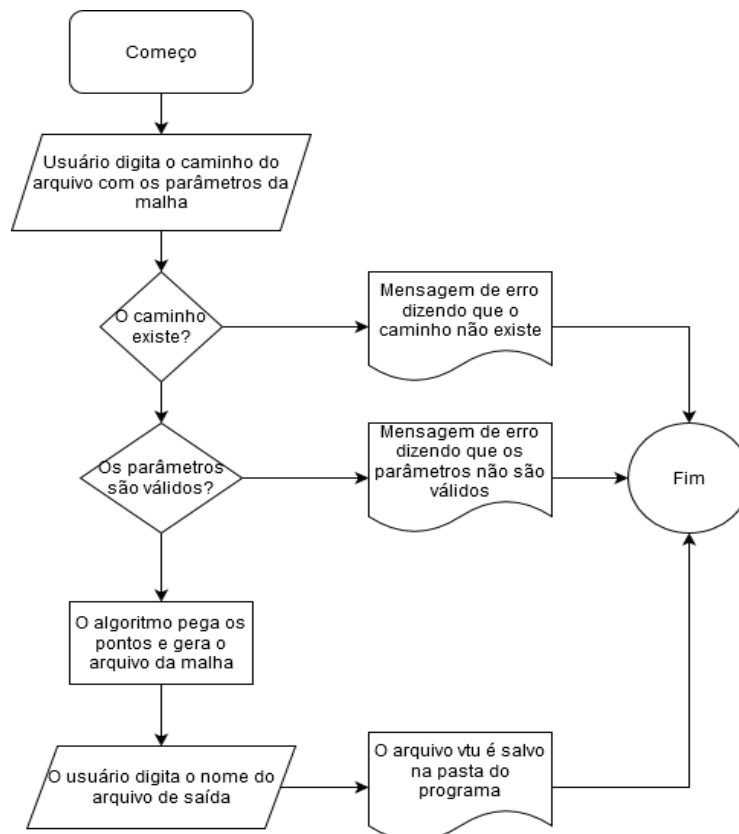 Começo
Usuário digita o caminho do
arquivo com os parâmetros da
malha
O caminho
existe?
Mensagem de erro
dizendo que o
caminho não existe
Os parâmetros
são válidos?
Mensagem de erro
dizendo que os
parâmetros não são
válidos
Fim
O algoritmo pega os
pontos e gera o
arquivo da malha
O usuário digita o nome do
arquivo de saída
O arquivo vtu é salvo
na pasta do
programa